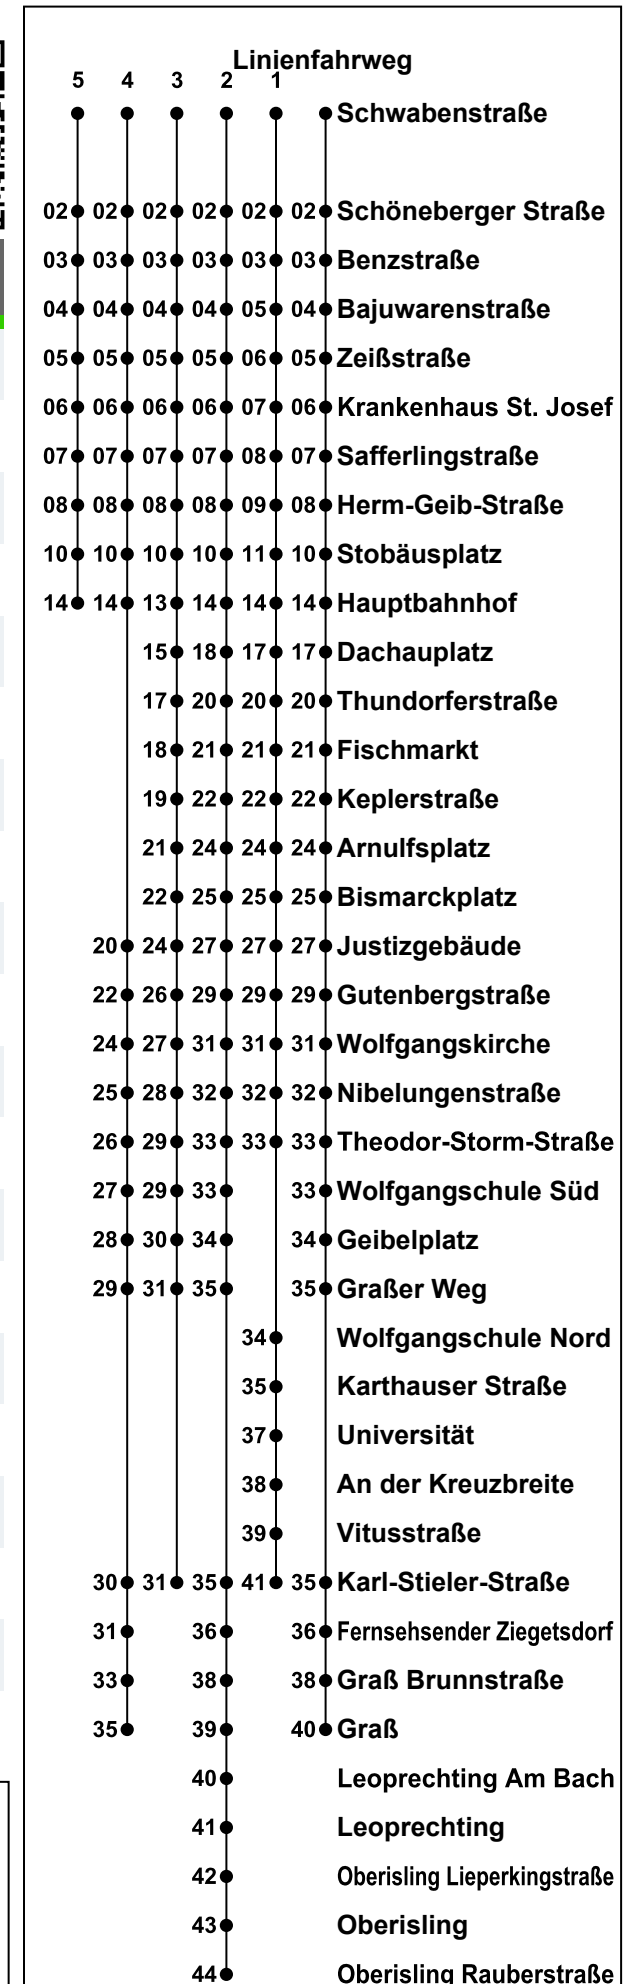 Linienfahrweg
5 4 3 2 1
Schwabenstraße
02 02 02 02 02 02 Schöneberger Straße
03 03 03 03 03 03 Benzstraße
04 04 04 04 05 04 Bajuwarenstraße
05 05 05 05 06 05 Zeißstraße
06 06 06 06 07 06 Krankenhaus St. Josef
07 07 07 07 08 07 Safferlingstraße
08 08 08 08 09 08 Herm-Geib-Straße
10 10 10 10 11 10 Stobäusplatz
14 14 13 14 14 14 Hauptbahnhof
15 18 17 17 Dachauplatz
17 20 20 20 Thundorferstraße
18 21 21 21 Fischmarkt
19 22 22 22 Keplerstraße
21 24 24 24 Arnulfsplatz
22 25 25 25 Bismarckplatz
20 24 27 27 27 Justizgebäude
22 26 29 29 29 Gutenbergstraße
24 27 31 31 31 Wolfgangskirche
25 28 32 32 32 Nibelungenstraße
26 29 33 33 33 Theodor-Storm-Straße
27 29 33 33 Wolfgangschule Süd
28 30 34 34 Geibelplatz
29 31 35 35 Graßer Weg
34 Wolfgangschule Nord
35 Karthauser Straße
37 Universität
38 An der Kreuzbreite
39 Vitusstraße
30 31 35 41 35 Karl-Stieler-Straße
31 36 36 Fernsehsender Ziegetsdorf
33 38 38 Graß Brunnstraße
35 39 40 Graß
40 Leoprechting Am Bach
41 Leoprechting
42 Oberisling Lieperkingstraße
43 Oberisling
44 Oberisling Rauberstraße